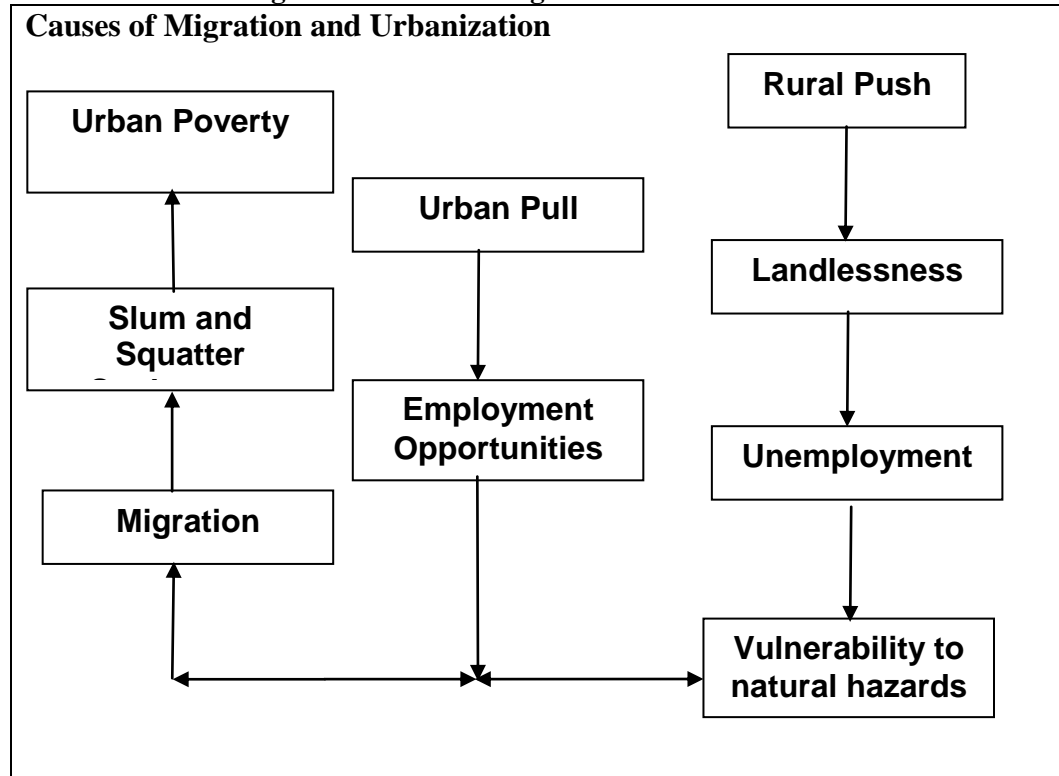 Causes of Migration and Urbanization
Rural Push
Urban Poverty
Urban Pull
Landlessness
Slum and
Squatter
Employment
Opportunities
Unemployment
Migration
Vulnerability to
natural hazards